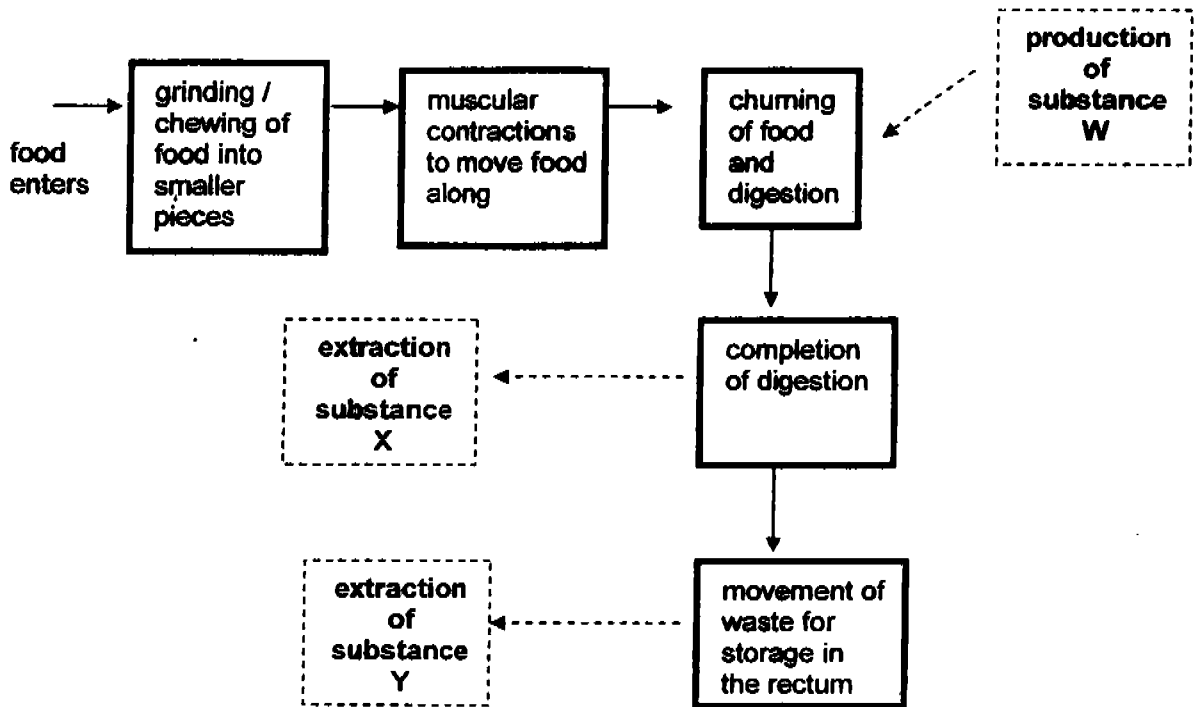 food
enters
grinding /
chewing of
food into
smaller
pieces
muscular
contractions
to move food
along
churning
of food
and
digestion
production
of
substance
W
extraction
of
substance
X
completion
of digestion
extraction
of
substance
Y
movement of
waste for
storage in
the rectum